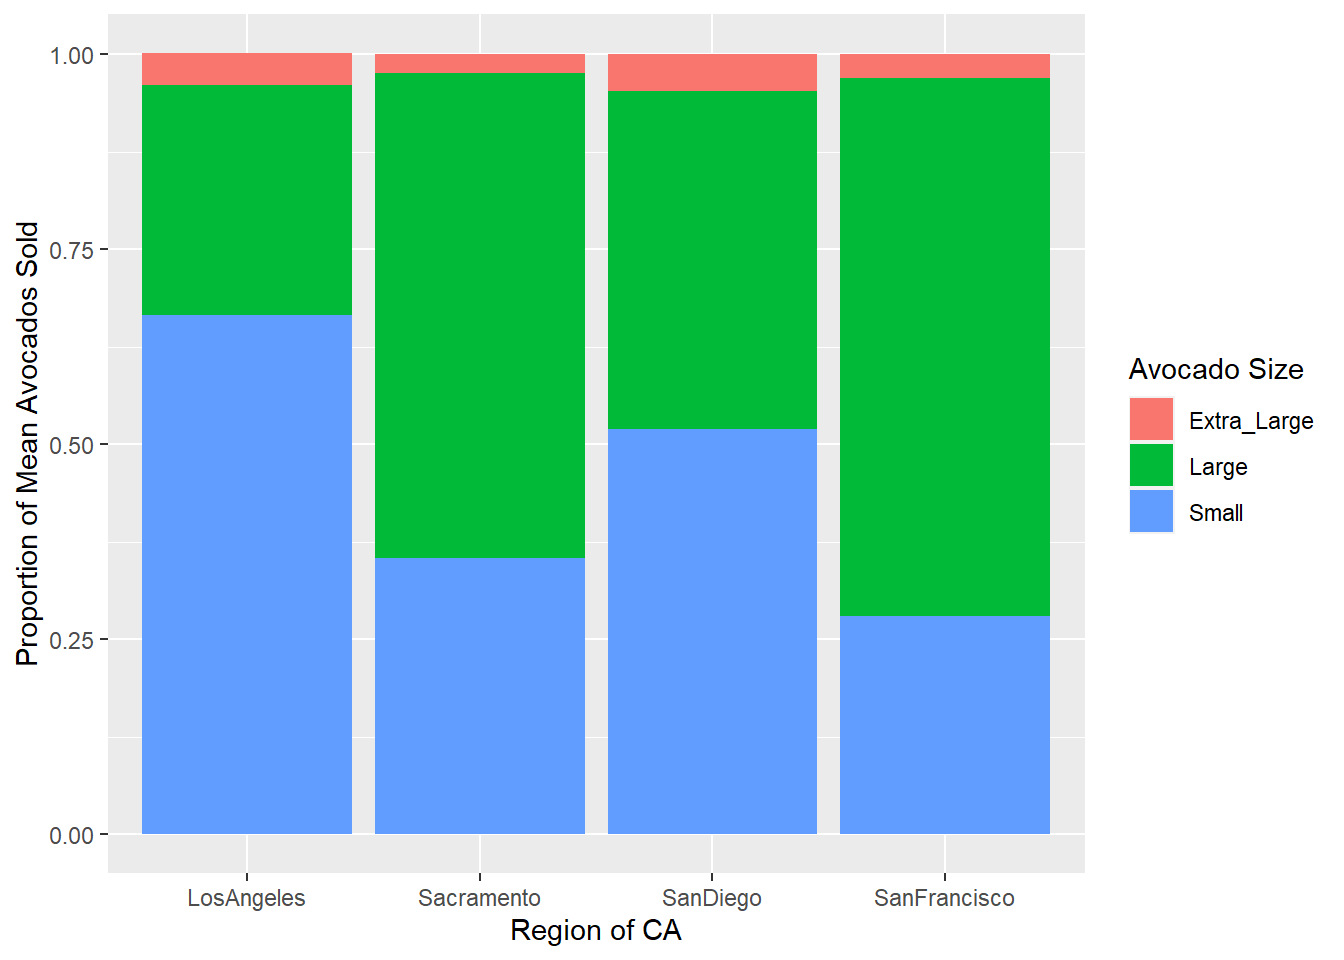 Proportion of Mean Avocados Sold
1.00
0.75
0.50
0.25
0.00
LosAngeles
Sacramento
SanDiego
SanFrancisco
Region of CA
Avocado Size
Extra_Large
Large
Small